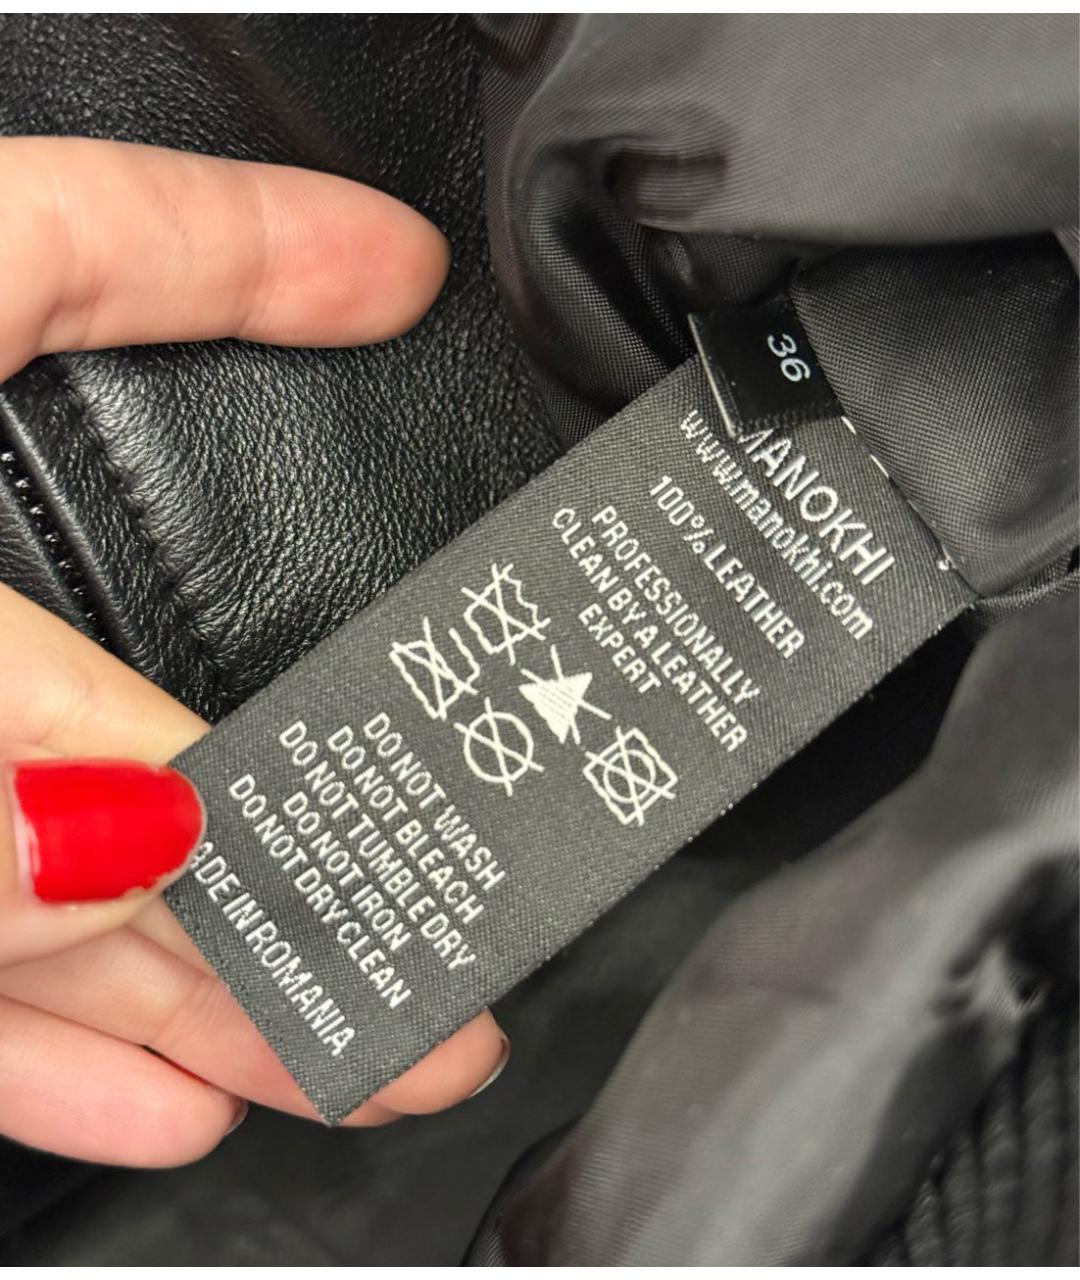 36
MANOKHI
www.manokhi.com
100% LEATHER
PROFESSIONALLY
CLEAN BY A LEATHER
EXPERT
DO NOT WASH
DO NOT BLEACH
DO NOT TUMBLE DRY
DO NOT IRON
DO NOT DRY CLEAN
ADE IN ROMANIA